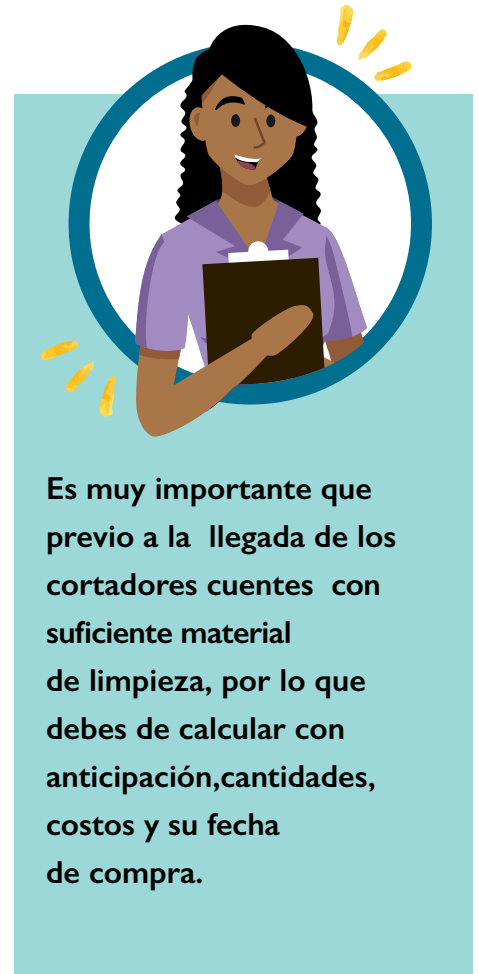 Es muy importante que
previo a la  llegada de los
cortadores cuentes  con
suficiente material
de limpieza, por lo que
debes de calcular con
anticipación,cantidades,
costos y su fecha
de compra.